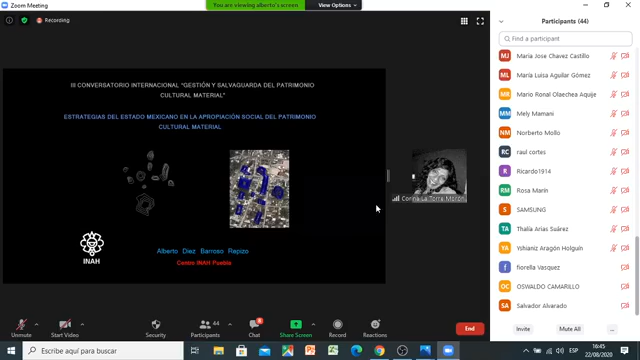 Zoom Meeting
You are viewing alberto's screen
View Options
Recording
III CONVERSATORIO INTERNACIONAL "GESTIÓN Y SALVAGUARDA DEL PATRIMONIO
CULTURAL MATERIAL"
ESTRATEGIAS DEL ESTADO MEXICANO EN LA APROPIACIÓN SOCIAL DEL PATRIMONIO
CULTURAL MATERIAL
INAH
Alberto Diez Barroso Repizo
Centro INAH Puebla
Corina La Torre Morón
Participants (44)
Find a participant
MJ María Jose Chavez Castillo
ML María Luisa Aguilar Gómez
MR Mario Ronal Olaechea Aquije
MM Mely Mamani
NM Norberto Mollo
RC raul cortes
R Ricardo1914
RM Rosa Marín
S SAMSUNG
TA Thalía Arias Suárez
YA Yshianiz Aragón Holguín
f fiorella Vasquez
OC OSWALDO CAMARILLO
SA Salvador Alvarado
Invite
Mute All
...
Unmute
Start Video
Security
Participants
44
Chat
Share Screen
Record
Reactions
End
Escribe aquí para buscar
ESP
16:45
22/08/2020